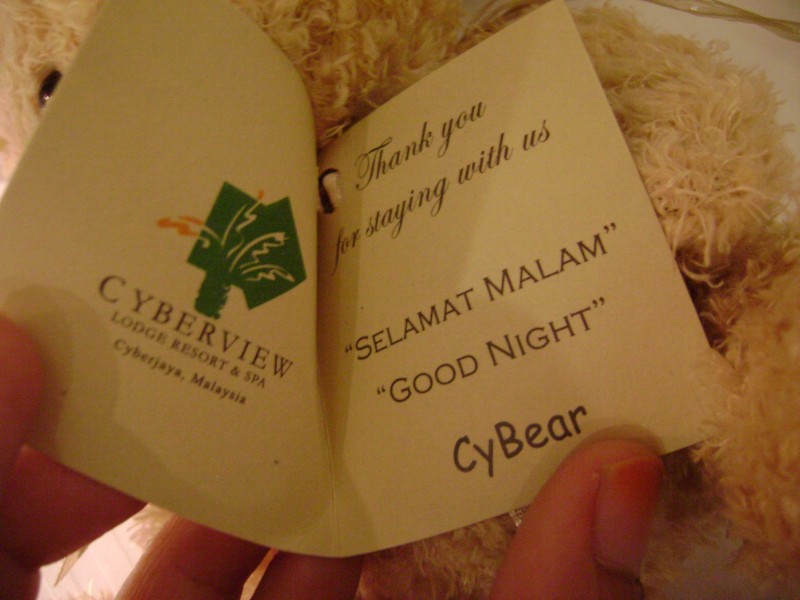 CYBERVIEW
LODGE RESORT & SPA
Cyberjaya, Malaysia
Thank you
for staying with us
"SELAMAT MALAM"
"GOOD NIGHT"
CyBear